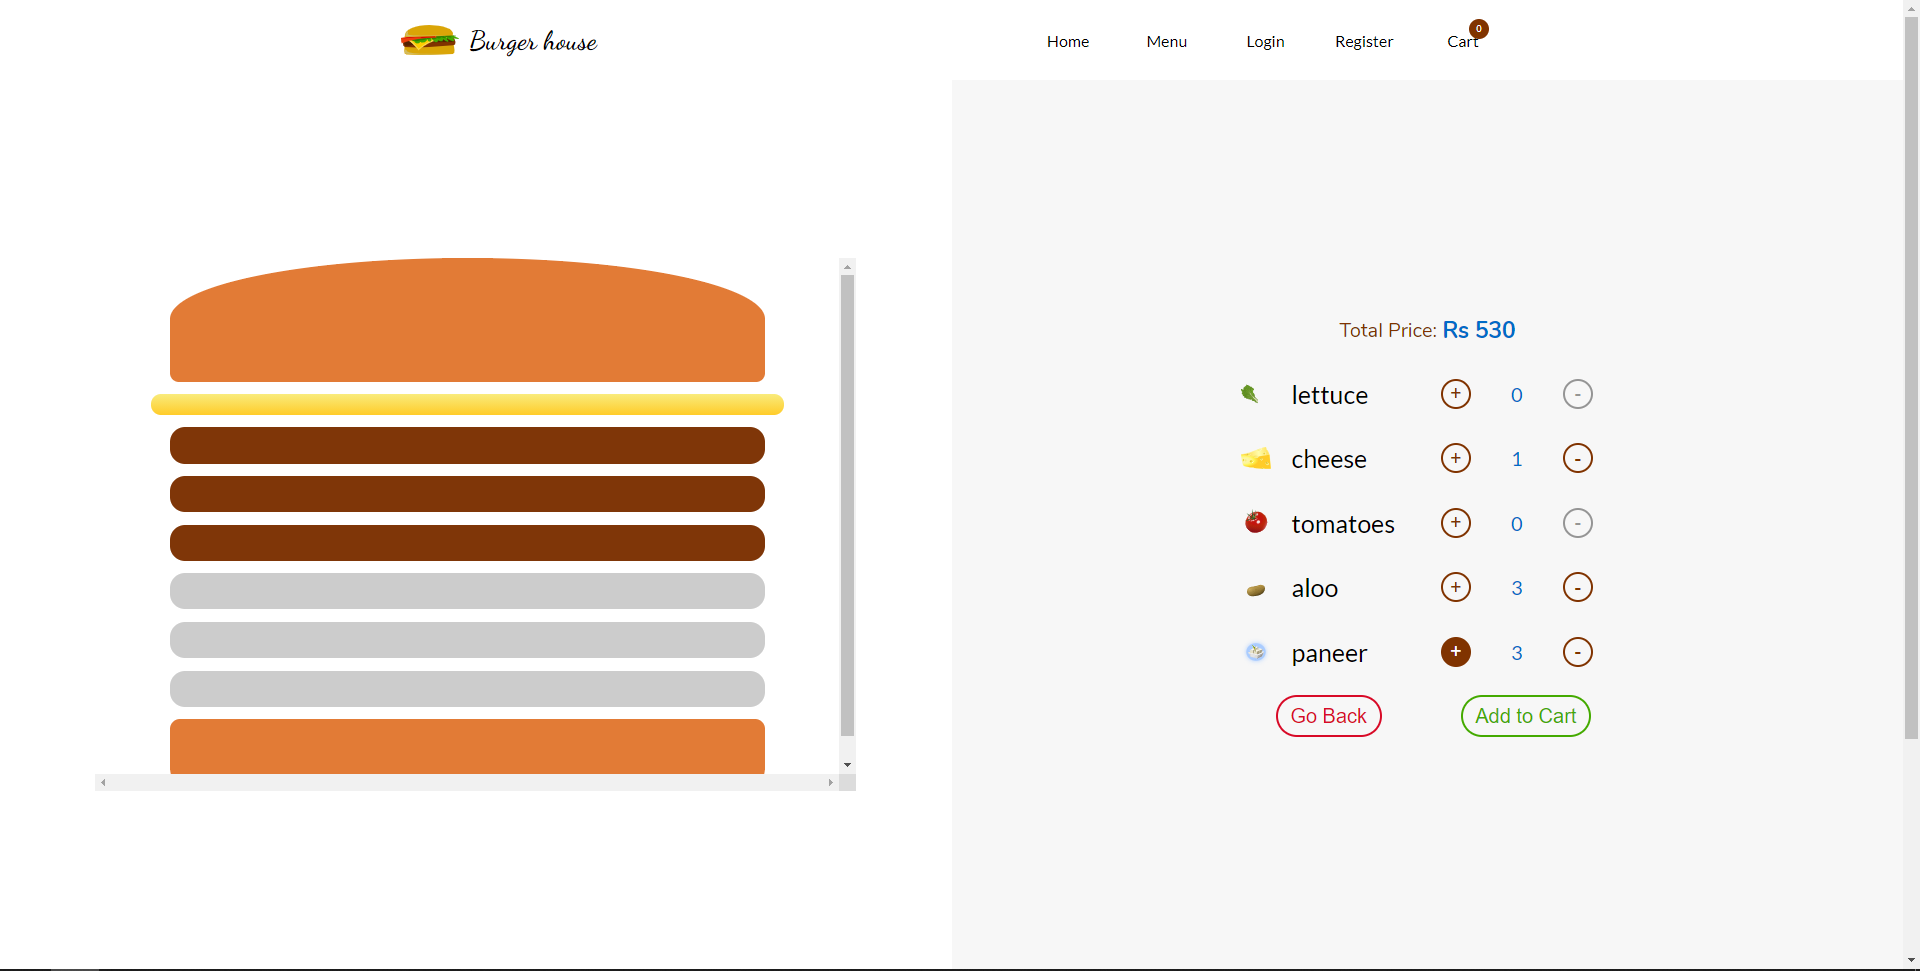 Burger house
Home Menu Login Register Cart 0
Total Price: Rs 530
lettuce + 0 -
cheese + 1 -
tomatoes + 0 -
aloo + 3 -
paneer + 3 -
Go Back Add to Cart